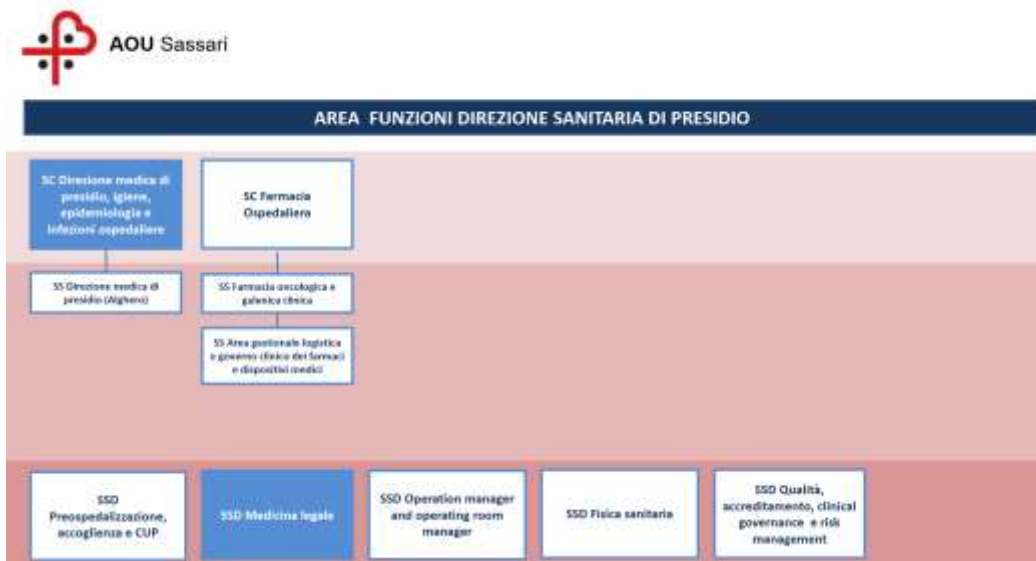 AOU Sassari
AREA FUNZIONI DIREZIONE SANITARIA DI PRESIDIO
SC Direzione medica di
presidio, igiene,
epidemiologia e
infezioni ospedaliere
SC Farmacia
Ospedaliera
SS Direzione medica di
presidio (Alghero)
SS Farmacia oncologica e
galenica clinica
SS Area gestionale logistica
e governo clinico dei farmaci
e dispositivi medici
SSD
Preospedalizzazione,
accoglienza e CUP
SSD Medicina legale
SSD Operation manager
and operating room
manager
SSD Fisica sanitaria
SSD Qualità,
accreditamento, clinical
governance e risk
management